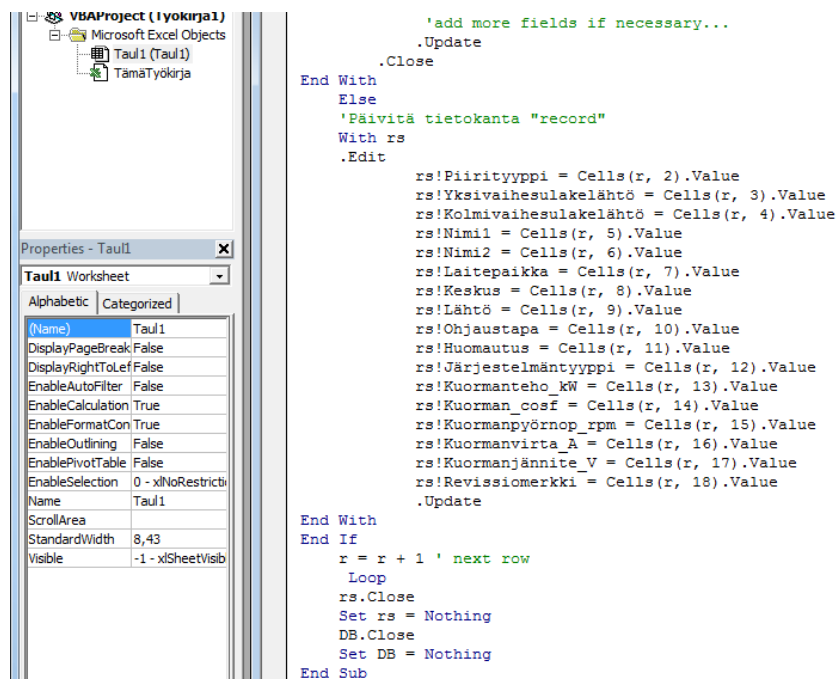 VBAProject (Työkirja1)
Microsoft Excel Objects
Taul1 (Taul1)
TämäTyökirja
Properties - Taul1
Taul1 Worksheet
Alphabetic Categorized
(Name) Taul1
DisplayPageBreak False
DisplayRightToLef False
EnableAutoFilter False
EnableCalculation True
EnableFormatCon True
EnableOutlining False
EnablePivotTable False
EnableSelection 0 - xlNoRestricti
Name Taul1
ScrollArea
StandardWidth 8,43
Visible -1 - xlSheetVisib
'add more fields if necessary...
.Update
.Close
End With
Else
'Päivitä tietokanta "record"
With rs
.Edit
rs!Piirityyppi = Cells(r, 2).Value
rs!Yksivaihesulakelähtö = Cells(r, 3).Value
rs!Kolmivaihesulakelähtö = Cells(r, 4).Value
rs!Nimi1 = Cells(r, 5).Value
rs!Nimi2 = Cells(r, 6).Value
rs!Laitepaikka = Cells(r, 7).Value
rs!Keskus = Cells(r, 8).Value
rs!Lähtö = Cells(r, 9).Value
rs!Ohjaustapa = Cells(r, 10).Value
rs!Huomautus = Cells(r, 11).Value
rs!Järjestelmäntyyppi = Cells(r, 12).Value
rs!Kuormanteho_kW = Cells(r, 13).Value
rs!Kuorman_cosf = Cells(r, 14).Value
rs!Kuormanpyörnop_rpm = Cells(r, 15).Value
rs!Kuormanvirta_A = Cells(r, 16).Value
rs!Kuormanjännite_V = Cells(r, 17).Value
rs!Revissiomerkki = Cells(r, 18).Value
.Update
End With
End If
r = r + 1 ' next row
Loop
rs.Close
Set rs = Nothing
DB.Close
Set DB = Nothing
End Sub